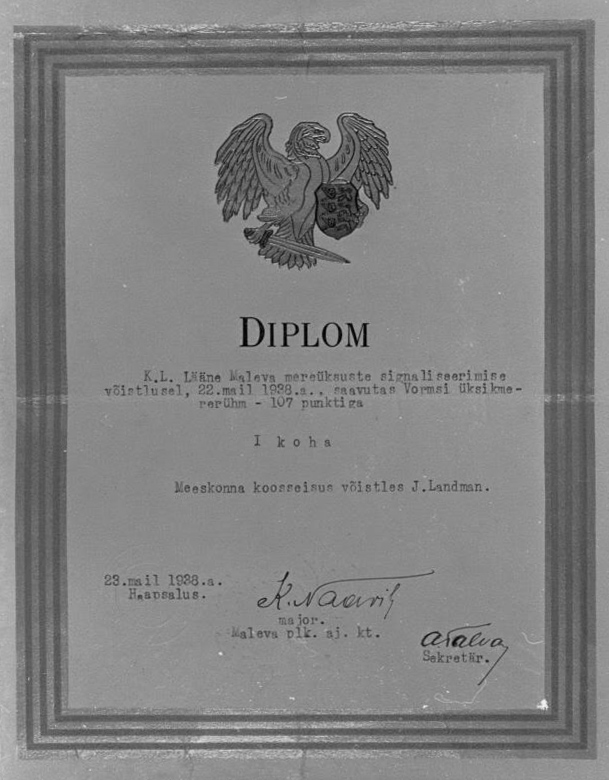 DIPLOM
K.L. Lääne Maleva mereüksuste signaliseerimise
võistlusel, 22.mail 1938.a., saavutas Vormsi üksikme-
rerühm - 107 punktiga
I koha
Meeskonna koosseisus võistles J.Landman.
23.mail 1938.a.
Haapsalus.
K. Naarih
major.
Maleva plk. aj. kt.
Sekretär.